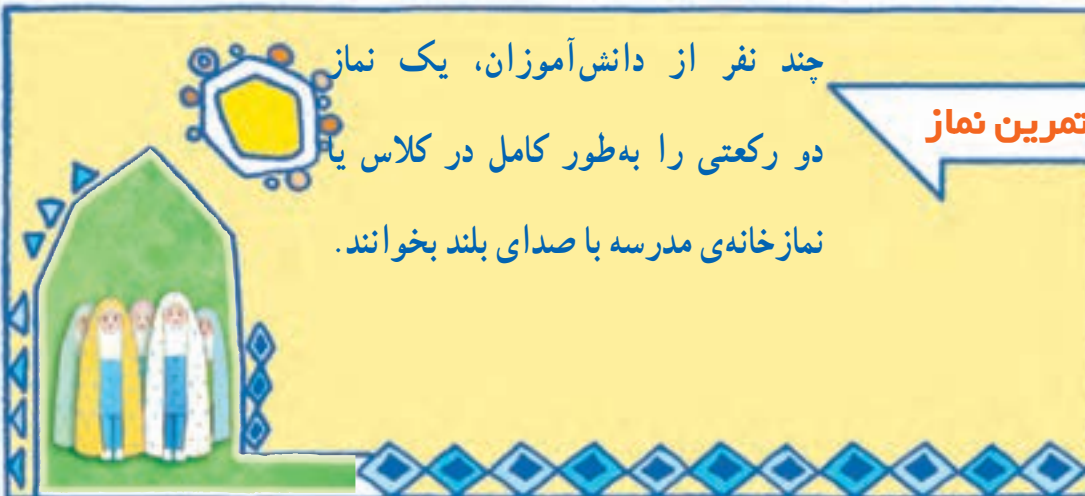 تمرین نماز
چند نفر از دانش‌آموزان، یک نماز
دو رکعتی را به‌طور کامل در کلاس یا
نمازخانه‌ی مدرسه با صدای بلند بخوانند.